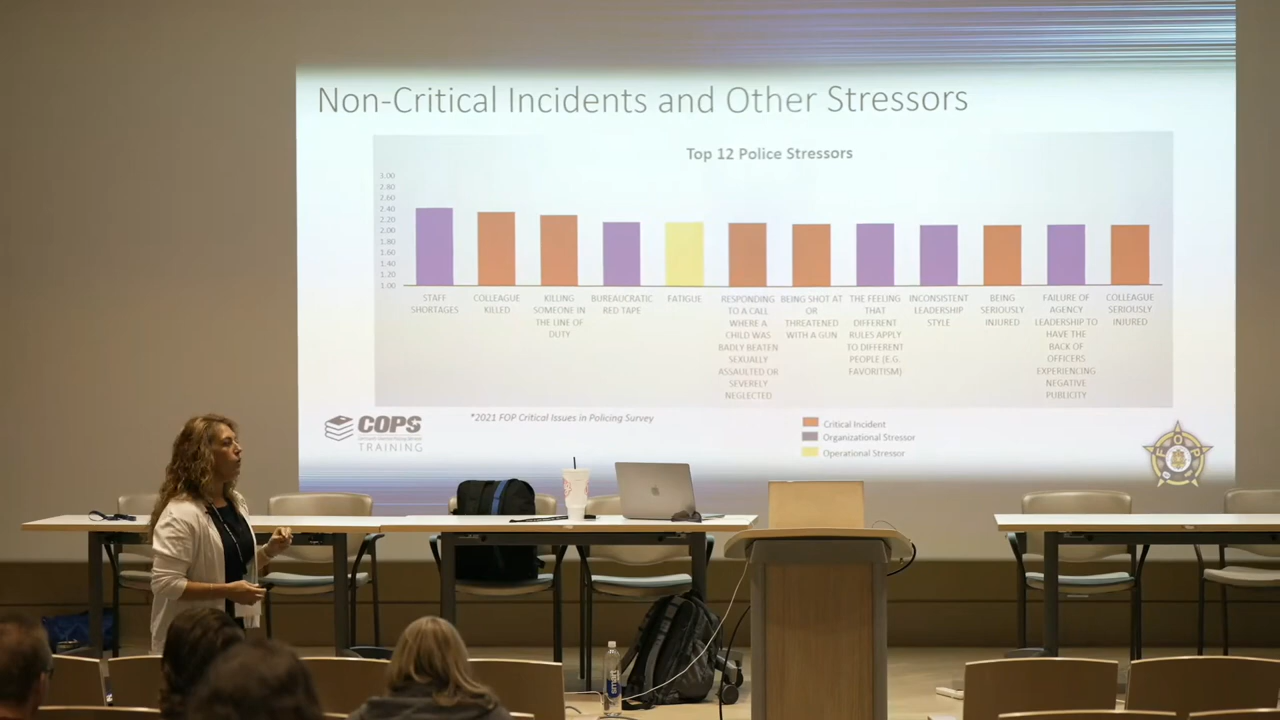 Non-Critical Incidents and Other Stressors
Top 12 Police Stressors
3.00
2.80
2.60
2.40
2.20
2.00
1.80
1.60
1.40
1.20
1.00
STAFF
SHORTAGES
COLLEAGUE
KILLED
KILLING
SOMEONE IN
THE LINE OF
DUTY
BUREAUCRATIC
RED TAPE
FATIGUE
RESPONDING
TO A CALL
WHERE A
CHILD WAS
BADLY BEATEN
SEXUALLY
ASSAULTED OR
SEVERELY
NEGLECTED
BEING SHOT AT
OR
THREATENED
WITH A GUN
THE FEELING
THAT
DIFFERENT
RULES APPLY
TO DIFFERENT
PEOPLE (E.G.
FAVORITISM)
INCONSISTENT
LEADERSHIP
STYLE
BEING
SERIOUSLY
INJURED
FAILURE OF
AGENCY
LEADERSHIP TO
HAVE THE
BACK OF
OFFICERS
EXPERIENCING
NEGATIVE
PUBLICITY
COLLEAGUE
SERIOUSLY
INJURED
COPS
TRAINING
*2021 FOP Critical Issues in Policing Survey
Critical Incident
Organizational Stressor
Operational Stressor
FOP
smart